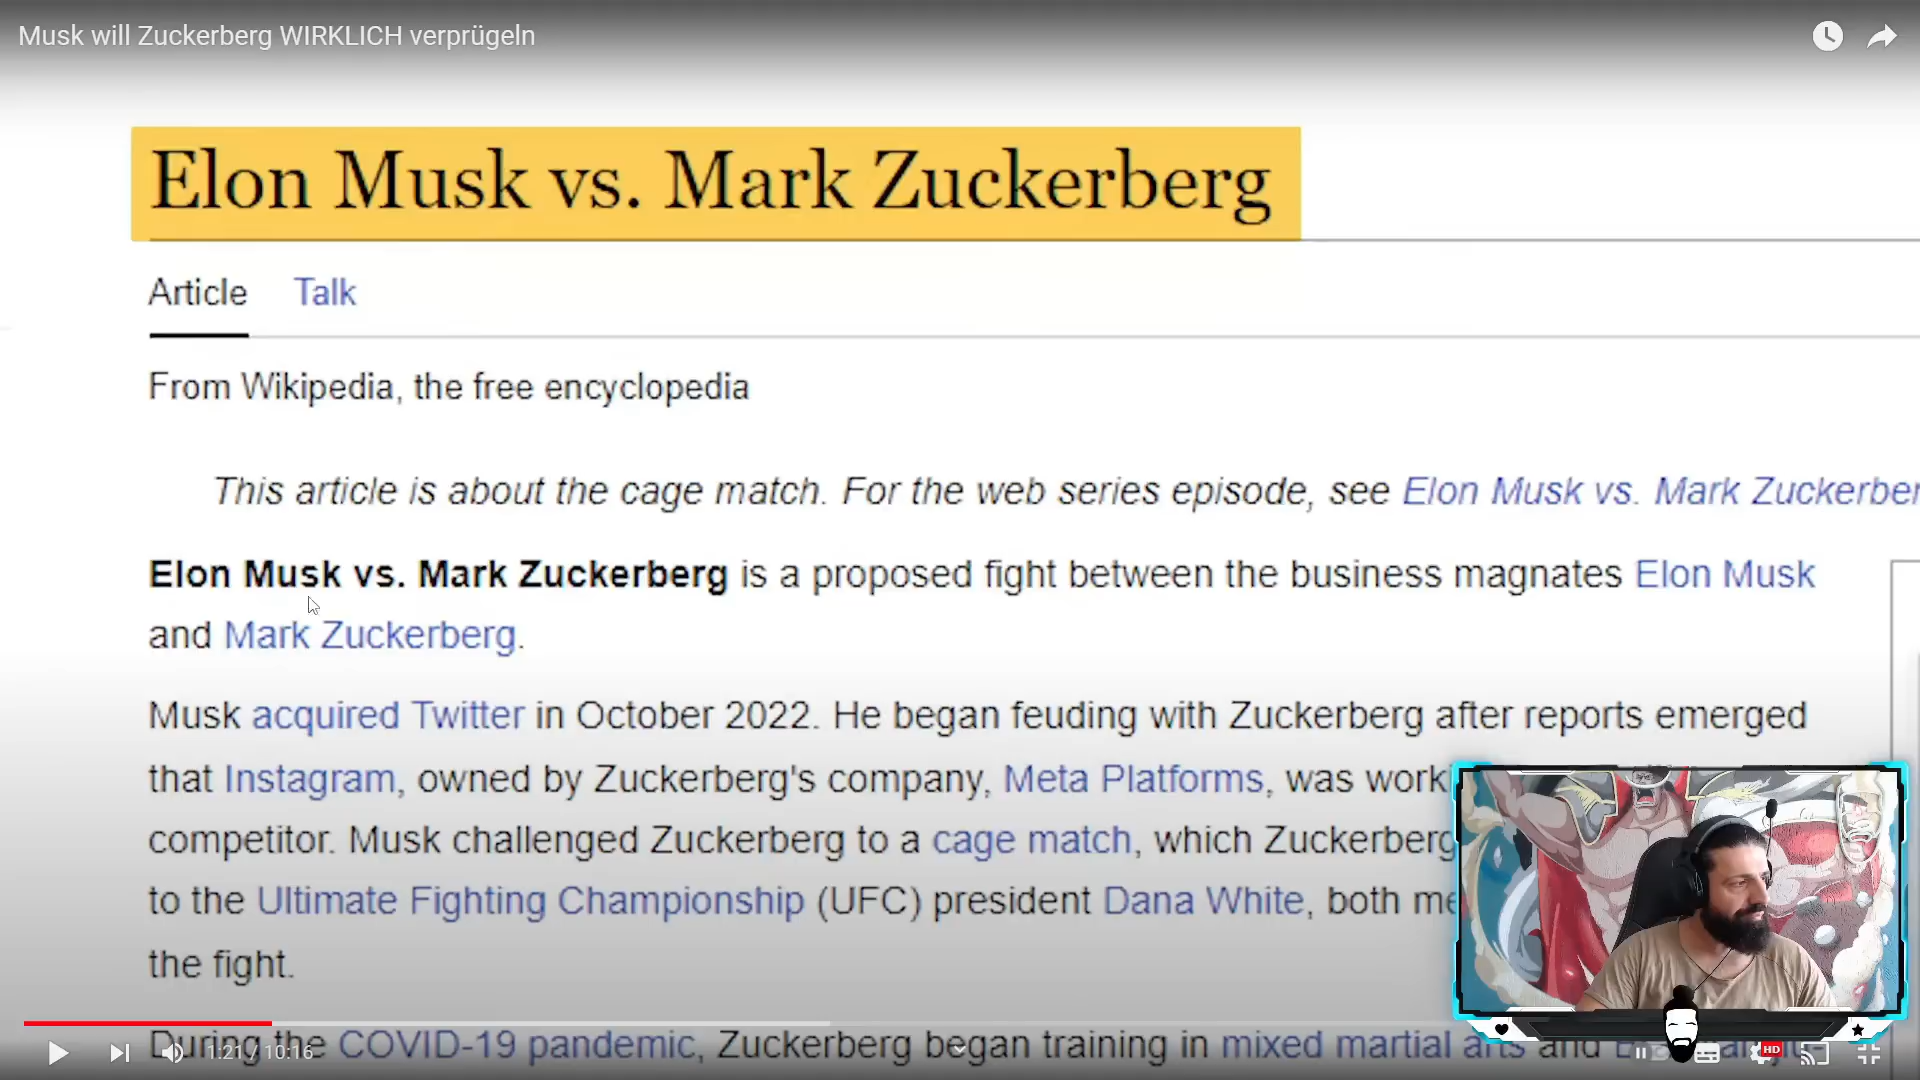 Musk will Zuckerberg WIRKLICH verprügeln
Elon Musk vs. Mark Zuckerberg
Article Talk
From Wikipedia, the free encyclopedia
This article is about the cage match. For the web series episode, see Elon Musk vs. Mark Zuckerber
Elon Musk vs. Mark Zuckerberg is a proposed fight between the business magnates Elon Musk
and Mark Zuckerberg.
Musk acquired Twitter in October 2022. He began feuding with Zuckerberg after reports emerged
that Instagram, owned by Zuckerberg's company, Meta Platforms, was work
competitor. Musk challenged Zuckerberg to a cage match, which Zuckerberg
to the Ultimate Fighting Championship (UFC) president Dana White, both me
the fight.
During the COVID-19 pandemic, Zuckerberg began training in mixed martial arts and
1:21 / 10:16
HD